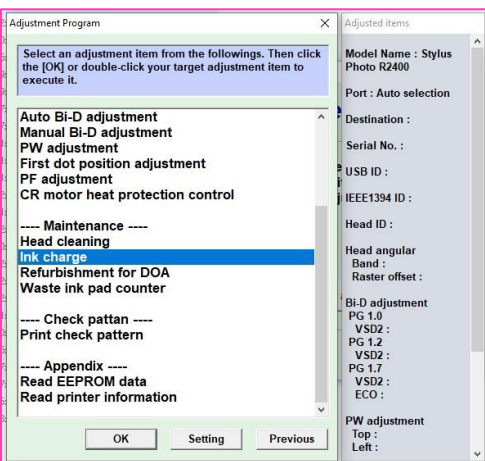 Adjustment Program
Select an adjustment item from the followings. Then click
the [OK] or double-click your target adjustment item to
execute it.
Auto Bi-D adjustment
Manual Bi-D adjustment
PW adjustment
First dot position adjustment
PF adjustment
CR motor heat protection control
---- Maintenance ----
Head cleaning
Ink charge
Refurbishment for DOA
Waste ink pad counter
---- Check pattan ----
Print check pattern
---- Appendix ----
Read EEPROM data
Read printer information
OK
Setting
Previous
Adjusted items
Model Name : Stylus
Photo R2400
Port : Auto selection
Destination :
Serial No. :
USB ID :
IEEE1394 ID :
Head ID :
Head angular
Band :
Raster offset :
Bi-D adjustment
PG 1.0
VSD2 :
PG 1.2
VSD2 :
PG 1.7
VSD2 :
ECO :
PW adjustment
Top :
Left :